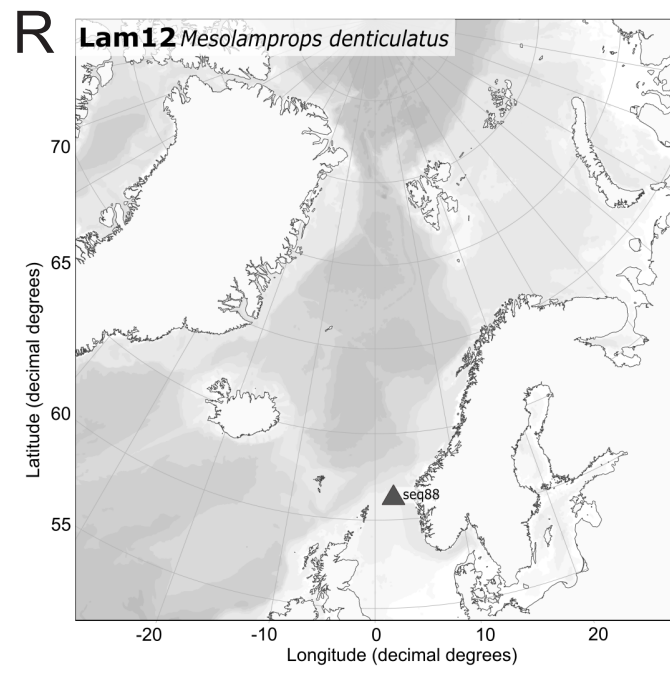 R
Lam12 Mesolamprops denticulatus
70
65
60
55
Latitude (decimal degrees)
seq88
-20 -10 0 10 20
Longitude (decimal degrees)